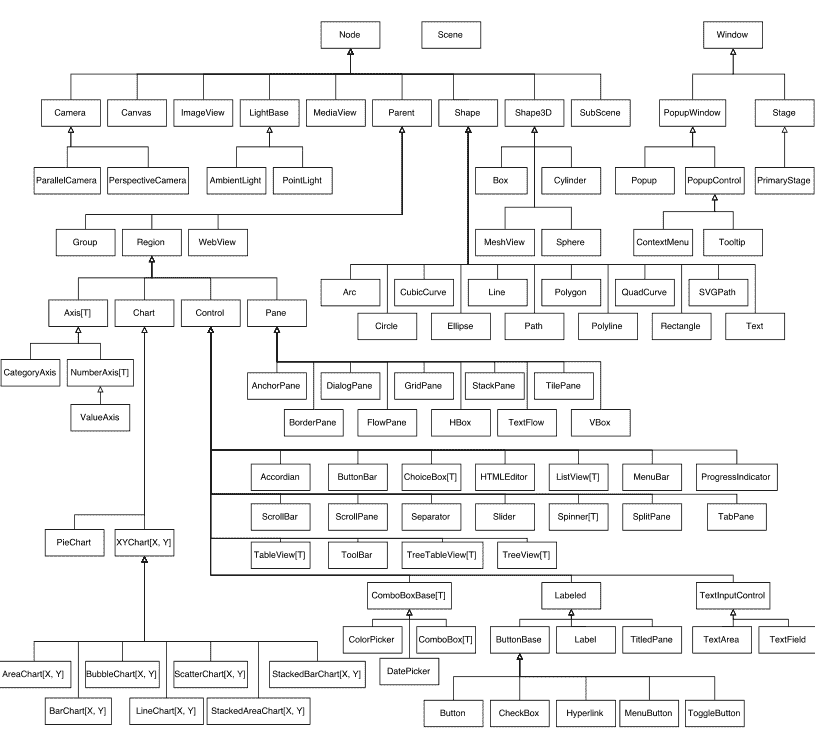 Node
Scene
Window
Camera
Canvas
ImageView
LightBase
MediaView
Parent
Shape
Shape3D
SubScene
PopupWindow
Stage
ParallelCamera
PerspectiveCamera
AmbientLight
PointLight
Box
Cylinder
Popup
PopupControl
PrimaryStage
Group
Region
WebView
MeshView
Sphere
ContextMenu
Tooltip
Arc
CubicCurve
Line
Polygon
QuadCurve
SVGPath
Circle
Ellipse
Path
Polyline
Rectangle
Text
Axis[T]
Chart
Control
Pane
CategoryAxis
NumberAxis[T]
ValueAxis
AnchorPane
DialogPane
GridPane
StackPane
TilePane
BorderPane
FlowPane
HBox
TextFlow
VBox
Accordian
ButtonBar
ChoiceBox[T]
HTMLEditor
ListView[T]
MenuBar
ProgressIndicator
ScrollBar
ScrollPane
Separator
Slider
Spinner[T]
SplitPane
TabPane
PieChart
XYChart[X, Y]
TableView[T]
ToolBar
TreeTableView[T]
TreeView[T]
ComboBoxBase[T]
Labeled
TextInputControl
ColorPicker
ComboBox[T]
DatePicker
ButtonBase
Label
TitledPane
TextArea
TextField
AreaChart[X, Y]
BubbleChart[X, Y]
ScatterChart[X, Y]
StackedBarChart[X, Y]
BarChart[X, Y]
LineChart[X, Y]
StackedAreaChart[X, Y]
Button
CheckBox
Hyperlink
MenuButton
ToggleButton